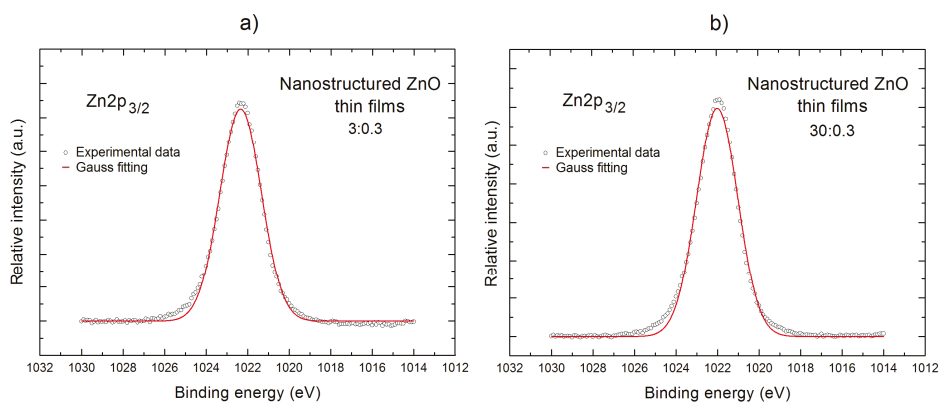 a)
Zn2p3/2
Nanostructured ZnO
thin films
3:0.3
Experimental data
Gauss fitting
Relative intensity (a.u.)
1032 1030 1028 1026 1024 1022 1020 1018 1016 1014 1012
Binding energy (eV)
b)
Zn2p3/2
Nanostructured ZnO
thin films
30:0.3
Experimental data
Gauss fitting
Relative intensity (a.u.)
1032 1030 1028 1026 1024 1022 1020 1018 1016 1014 1012
Binding energy (eV)